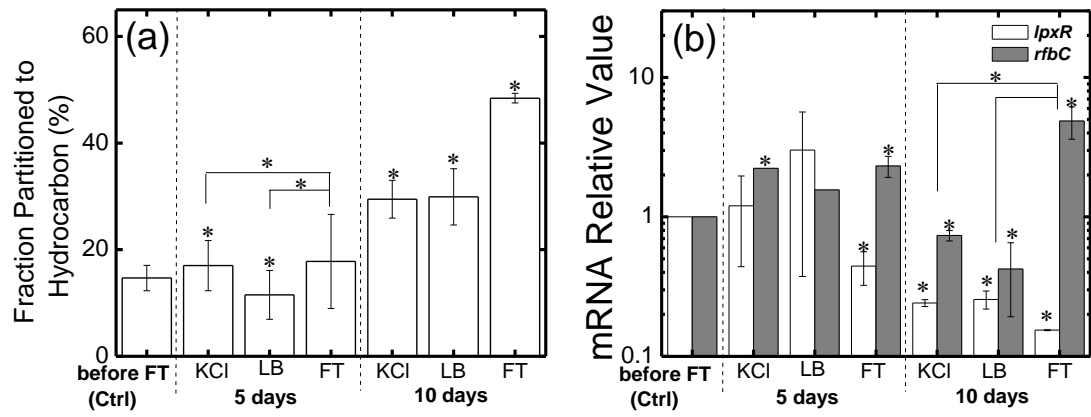 (a)
Fraction Partitioned to
Hydrocarbon (%)
60
40
20
0
*
*
*
*
*
*
*
before FT
(Ctrl)
KCl
LB
FT
KCl
LB
FT
5 days
10 days
(b)
lpxR
rfbC
mRNA Relative Value
10
1
0.1
*
*
*
*
*
*
*
*
*
*
before FT
(Ctrl)
KCl
LB
FT
KCl
LB
FT
5 days
10 days